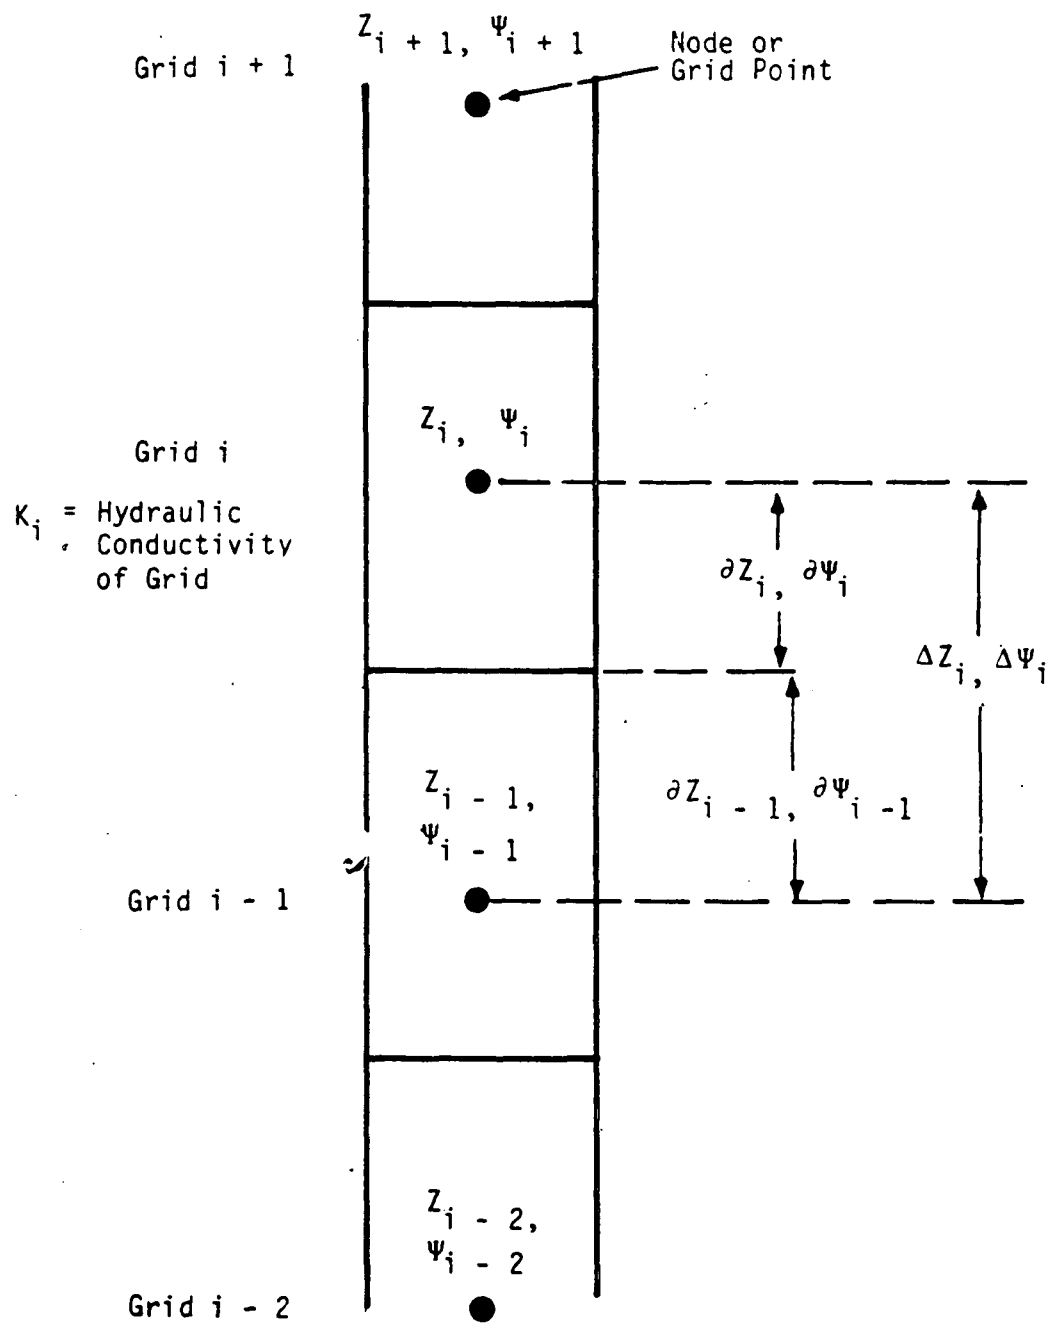 Z_{i + 1}, Ψ_{i + 1}
Node or
Grid Point
Grid i + 1
Z_i, Ψ_i
Grid i
K_i = Hydraulic
Conductivity
of Grid
∂Z_i, ∂Ψ_i
ΔZ_i, ΔΨ_i
Z_{i - 1},
Ψ_{i - 1}
∂Z_{i - 1}, ∂Ψ_{i -1}
Grid i - 1
Z_{i - 2},
Ψ_{i - 2}
Grid i - 2